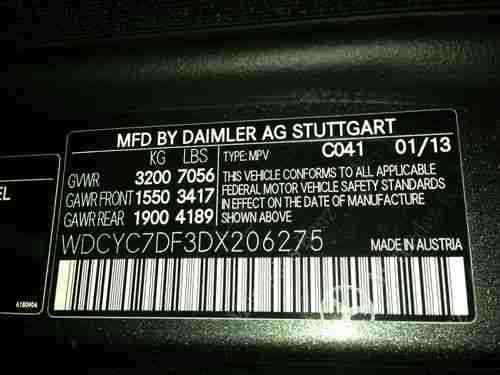 MFD BY DAIMLER AG STUTTGART
KG LBS TYPE: MPV C041 01/13
GVWR 3200 7056 THIS VEHICLE CONFORMS TO ALL APPLICABLE
GAWR FRONT 1550 3417 FEDERAL MOTOR VEHICLE SAFETY STANDARDS
GAWR REAR 1900 4189 IN EFFECT ON THE DATE OF MANUFACTURE
WDCYC7DF3DX206275 MADE IN AUSTRIA
EL